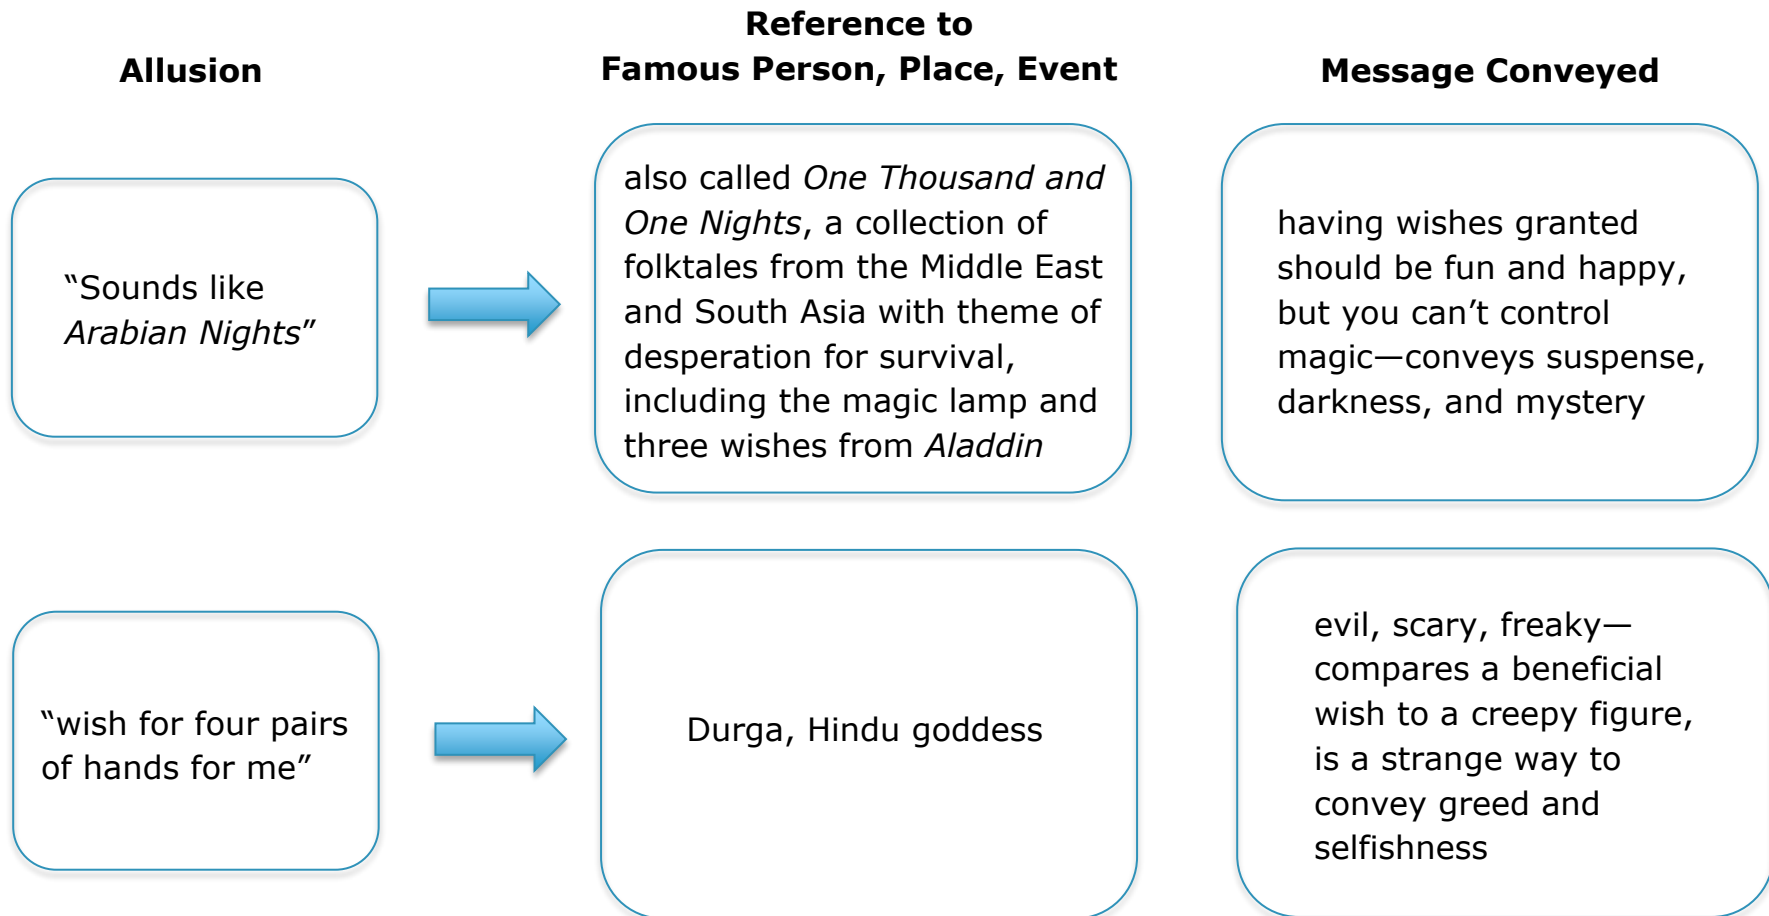 Allusion
Reference to
Famous Person, Place, Event
Message Conveyed
“Sounds like
Arabian Nights”
also called One Thousand and
One Nights, a collection of
folktales from the Middle East
and South Asia with theme of
desperation for survival,
including the magic lamp and
three wishes from Aladdin
having wishes granted
should be fun and happy,
but you can’t control
magic—conveys suspense,
darkness, and mystery
“wish for four pairs
of hands for me”
Durga, Hindu goddess
evil, scary, freaky—
compares a beneficial
wish to a creepy figure,
is a strange way to
convey greed and
selfishness